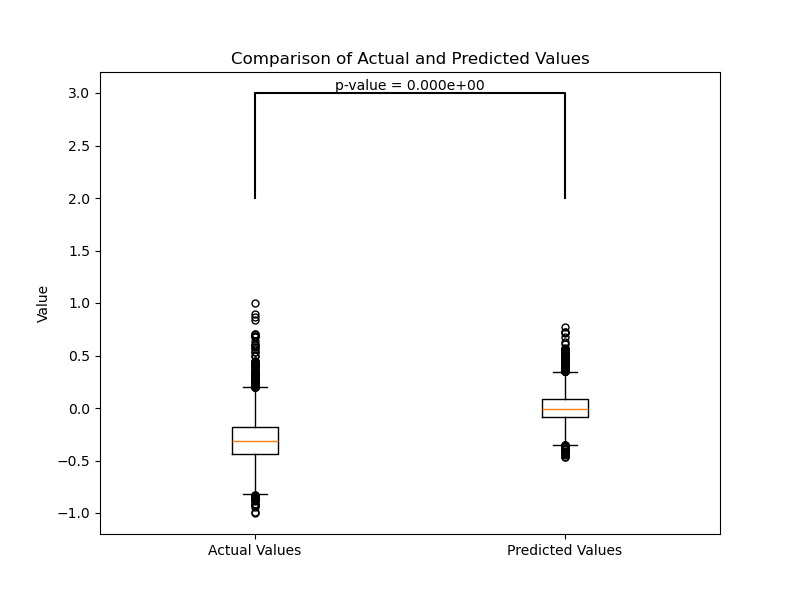 Comparison of Actual and Predicted Values
p-value = 0.000e+00
3.0
2.5
2.0
1.5
1.0
0.5
0.0
−0.5
−1.0
Value
Actual Values
Predicted Values